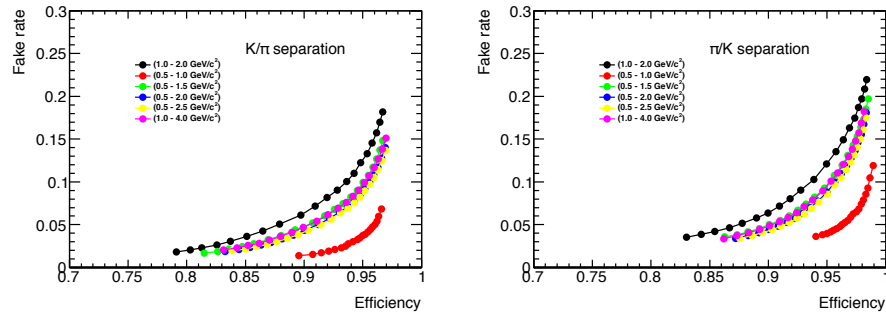 Fake rate
0.3
0.25
0.2
0.15
0.1
0.05
0
K/π separation
(1.0 - 2.0 GeV/c²)
(0.5 - 1.0 GeV/c²)
(0.5 - 1.5 GeV/c²)
(0.5 - 2.0 GeV/c²)
(0.5 - 2.5 GeV/c²)
(1.0 - 4.0 GeV/c²)
0.7 0.75 0.8 0.85 0.9 0.95 1
Efficiency
Fake rate
0.3
0.25
0.2
0.15
0.1
0.05
0
π/K separation
(1.0 - 2.0 GeV/c²)
(0.5 - 1.0 GeV/c²)
(0.5 - 1.5 GeV/c²)
(0.5 - 2.0 GeV/c²)
(0.5 - 2.5 GeV/c²)
(1.0 - 4.0 GeV/c²)
0.7 0.75 0.8 0.85 0.9 0.95 1
Efficiency